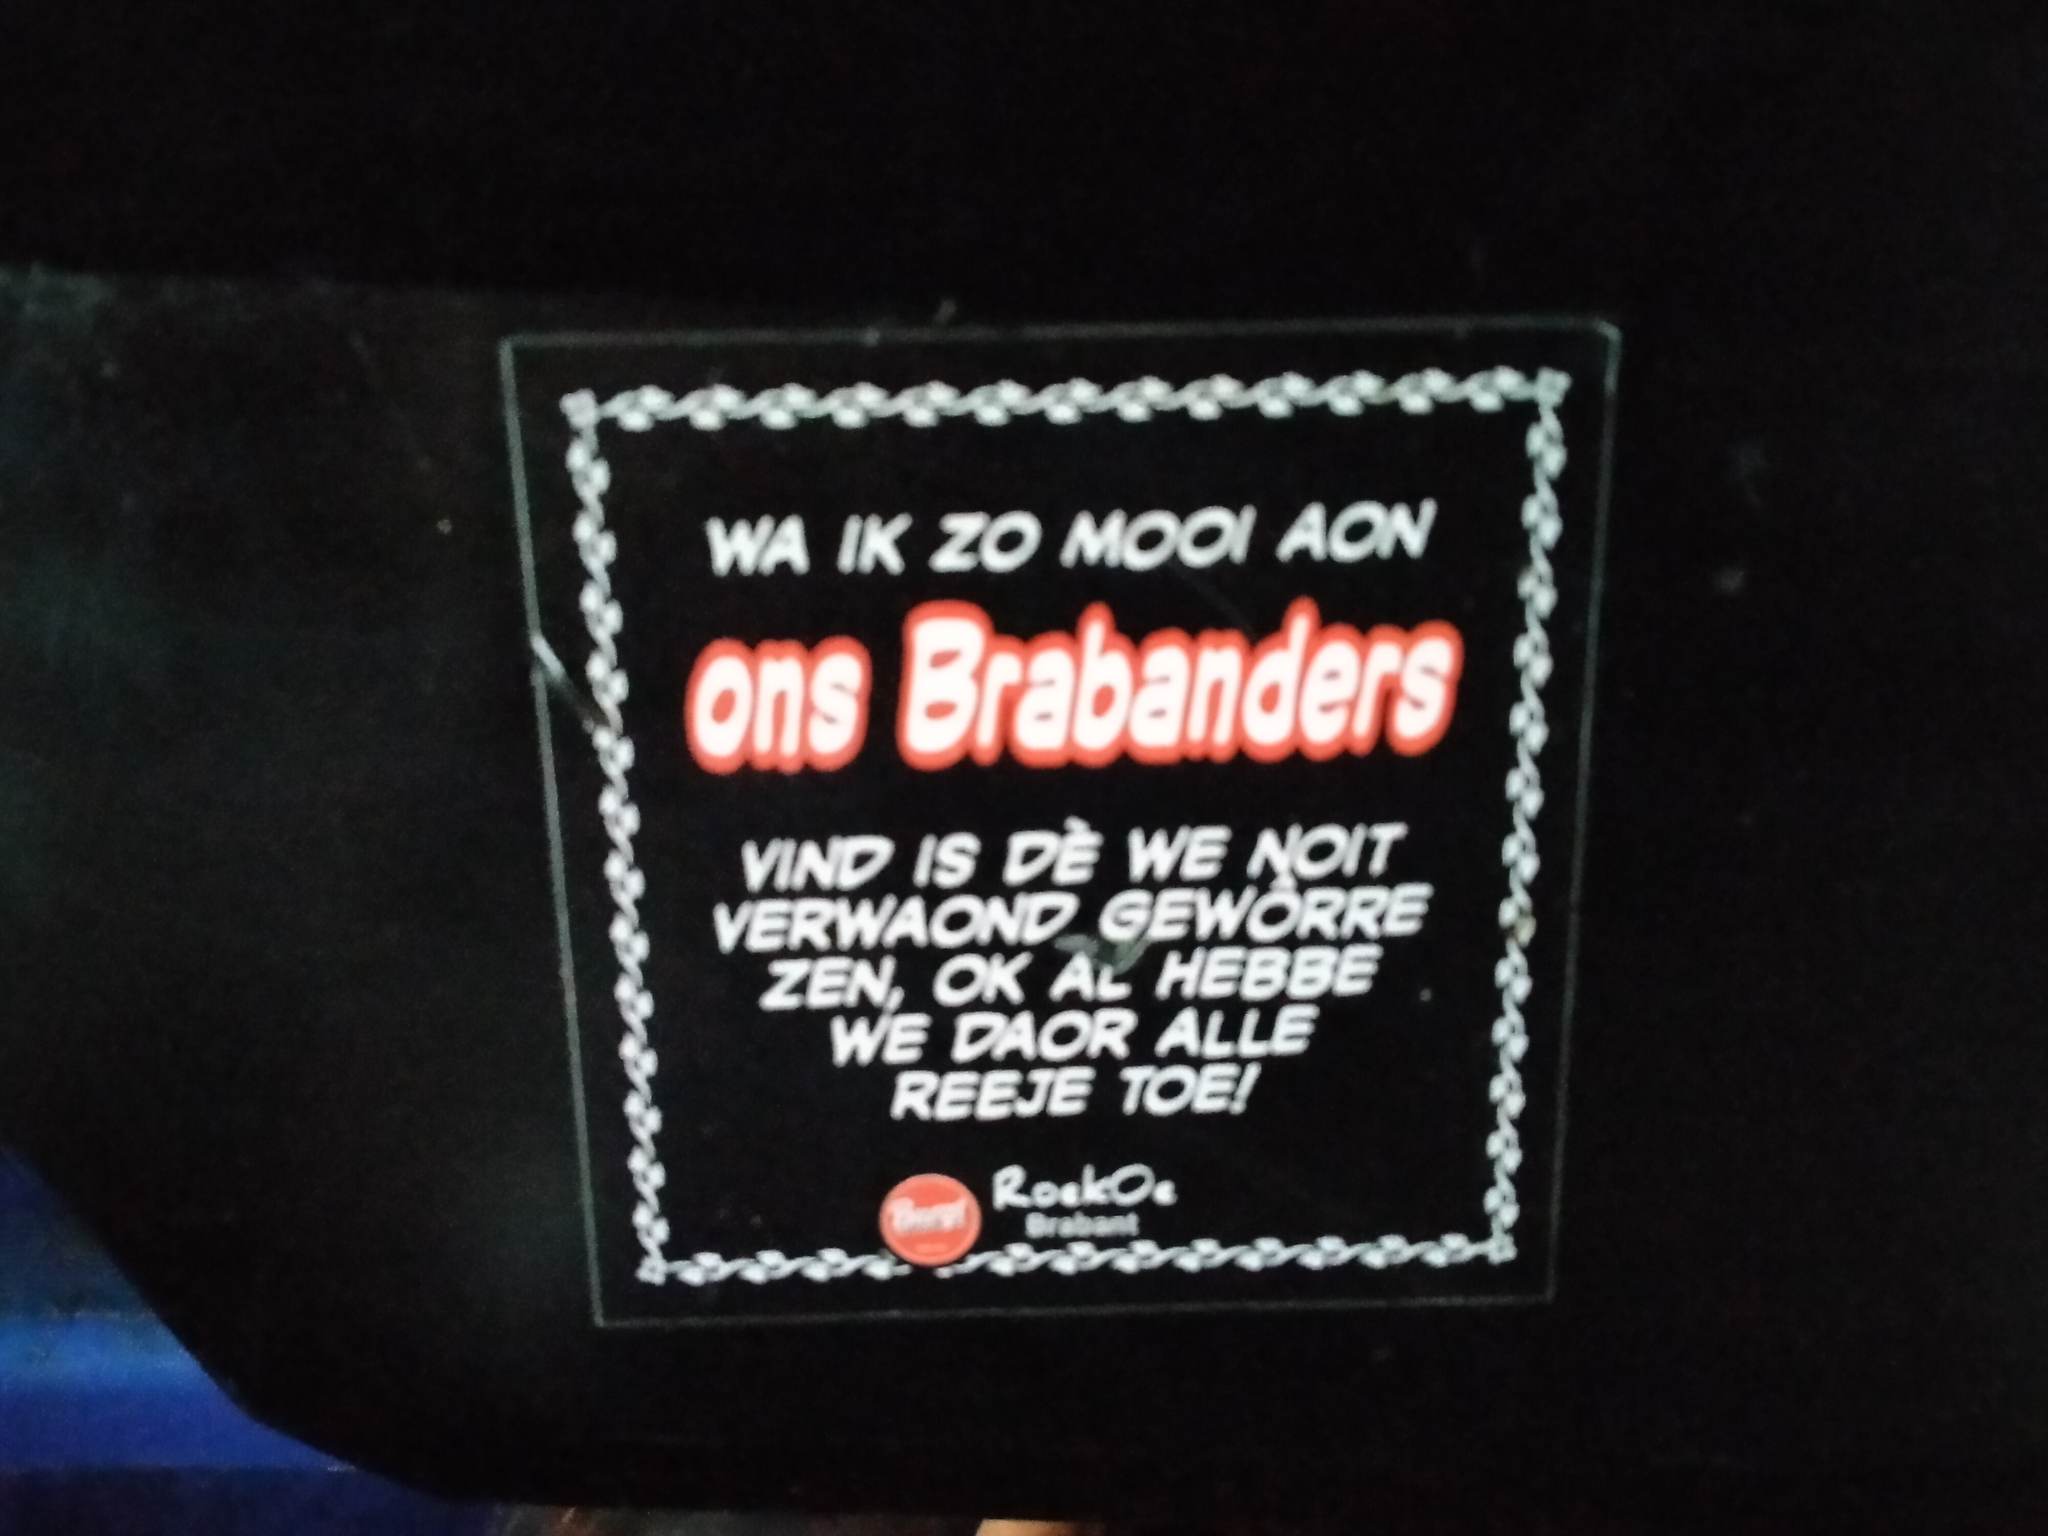 WA IK ZO MOOI AON
ons Brabanders
VIND IS DÈ WE NOIT
VERWAOND GEWÔRRE
ZEN, OK AL HEBBE
WE DAOR ALLE
REEJE TOE!
RoekOe
Brabant